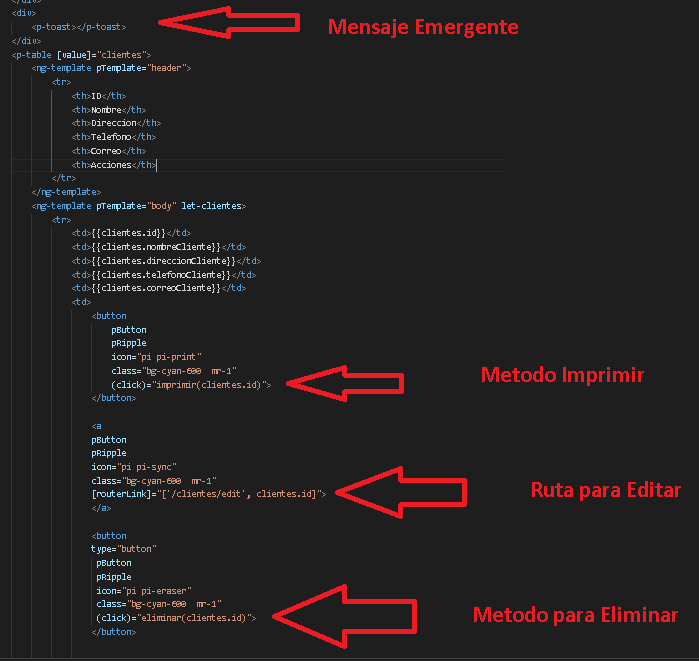 </div>
<div>
<p-toast></p-toast>
Mensaje Emergente
</div>
<p-table [value]="clientes">
<ng-template pTemplate="header">
<tr>
<th>ID</th>
<th>Nombre</th>
<th>Direccion</th>
<th>Telefono</th>
<th>Correo</th>
<th>Acciones</th>
</tr>
</ng-template>
<ng-template pTemplate="body" let-clientes>
<tr>
<td>{{clientes.id}}</td>
<td>{{clientes.nombreCliente}}</td>
<td>{{clientes.direccionCliente}}</td>
<td>{{clientes.telefonoCliente}}</td>
<td>{{clientes.correoCliente}}</td>
<td>
<button
pButton
pRipple
icon="pi pi-print"
class="bg-cyan-600  mr-1"
(click)="imprimir(clientes.id)">
Metodo Imprimir
</button>
<a
pButton
pRipple
icon="pi pi-sync"
class="bg-cyan-600  mr-1"
[routerLink]="['/clientes/edit', clientes.id]">
Ruta para Editar
</a>
<button
type="button"
pButton
pRipple
icon="pi pi-eraser"
class="bg-cyan-600  mr-1"
(click)="eliminar(clientes.id)">
Metodo para Eliminar
</button>